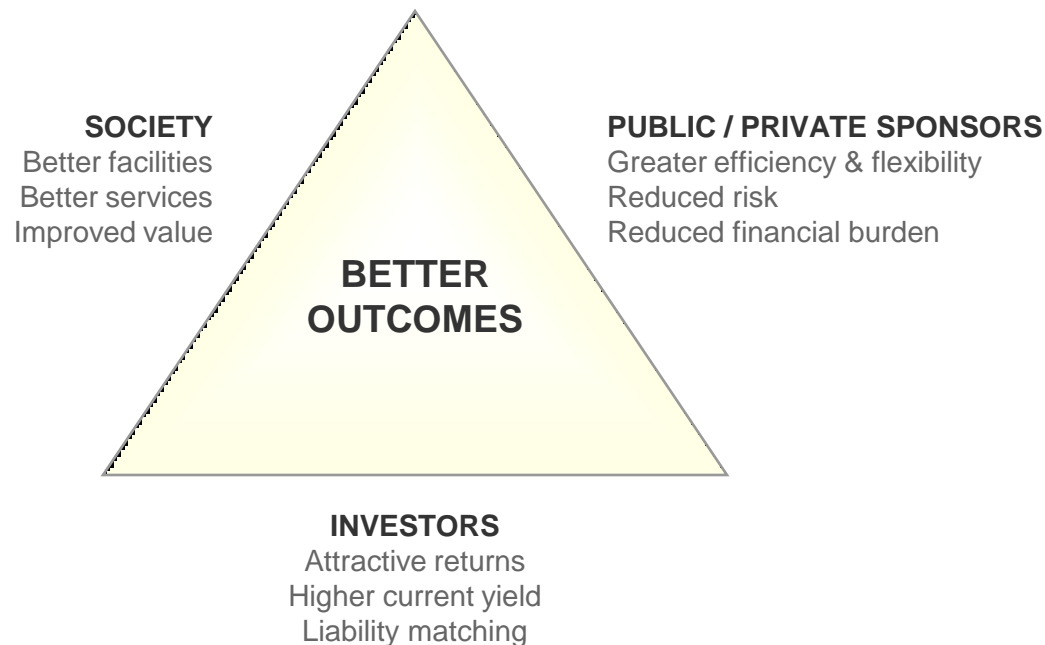 SOCIETY
Better facilities
Better services
Improved value
PUBLIC / PRIVATE SPONSORS
Greater efficiency & flexibility
Reduced risk
Reduced financial burden
BETTER
OUTCOMES
INVESTORS
Attractive returns
Higher current yield
Liability matching